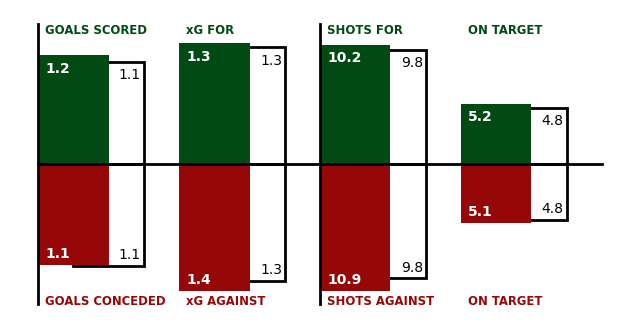 GOALS SCORED xG FOR SHOTS FOR ON TARGET
1.2 1.1 1.3 1.3 10.2 9.8 5.2 4.8
1.1 1.1 1.4 1.3 10.9 9.8 5.1 4.8
GOALS CONCEDED xG AGAINST SHOTS AGAINST ON TARGET